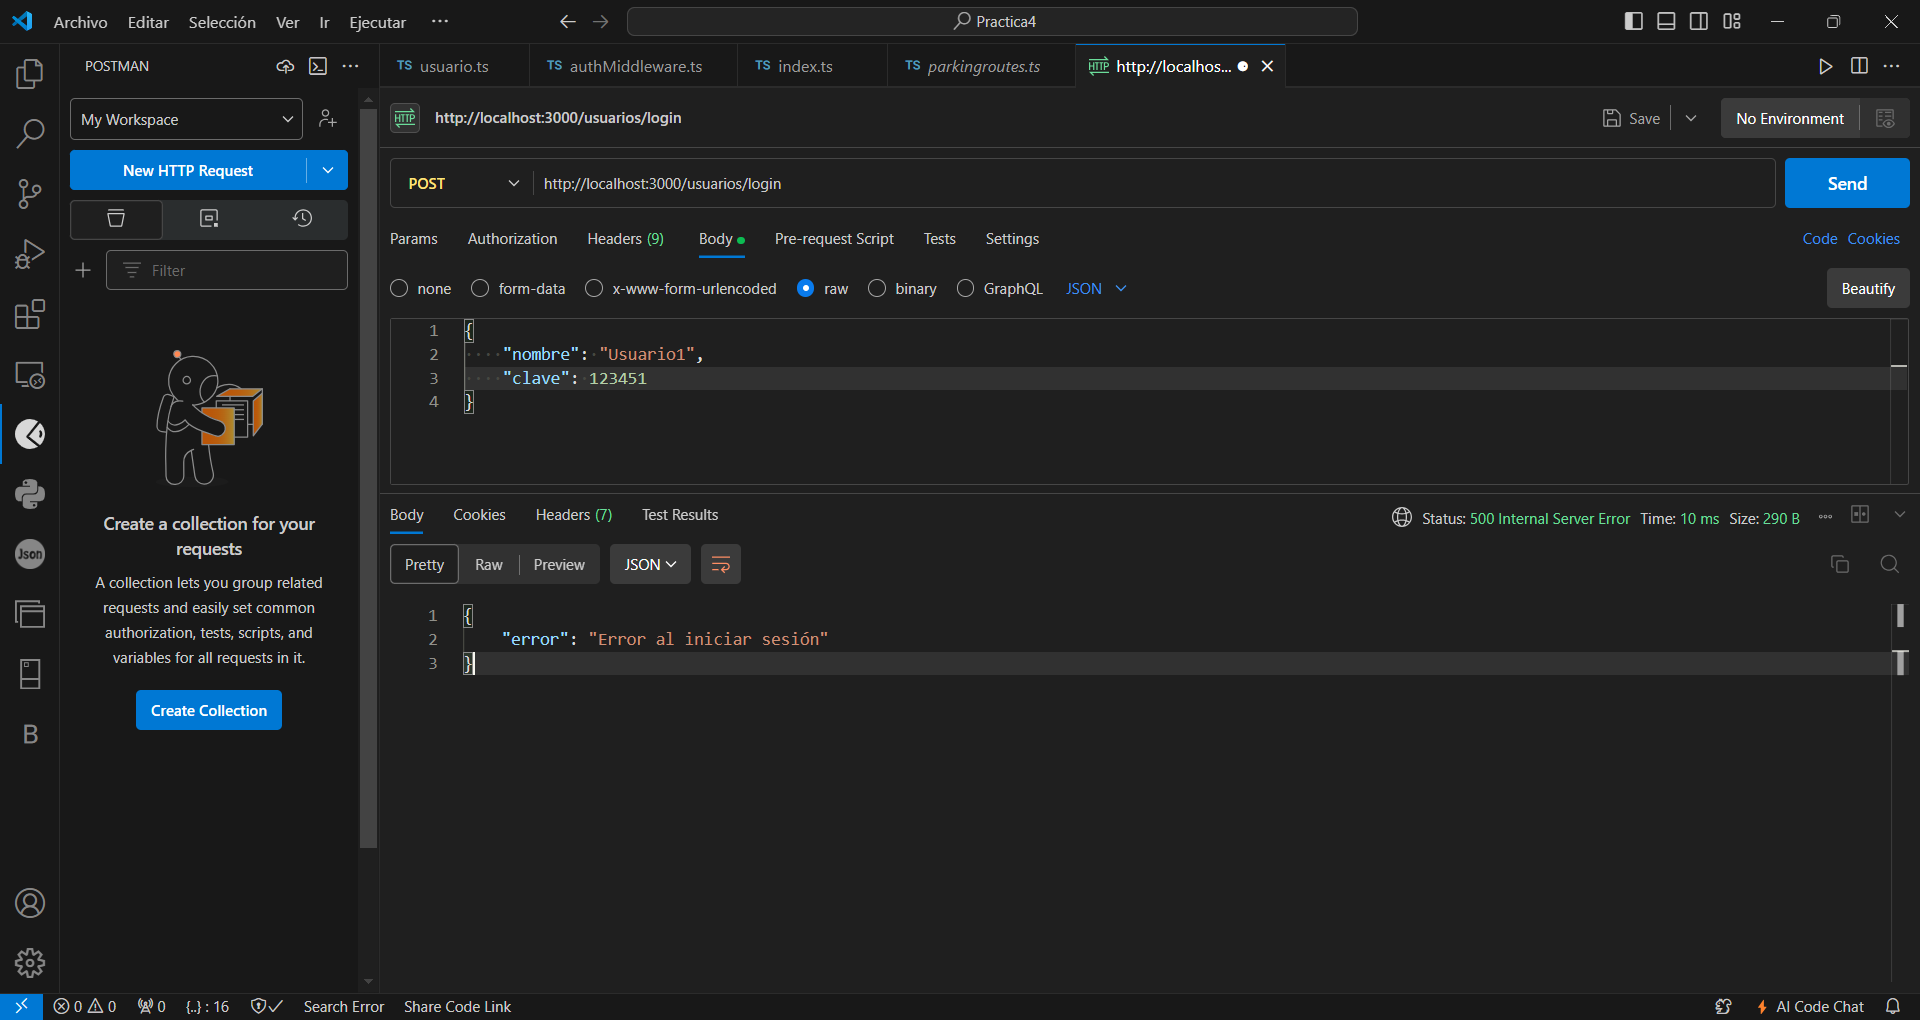 Archivo Editar Selección Ver Ir Ejecutar ···
Practica4
POSTMAN
TS usuario.ts
TS authMiddleware.ts
TS index.ts
TS parkingroutes.ts
HTTP http://localhos...
My Workspace
HTTP http://localhost:3000/usuarios/login
Save
No Environment
New HTTP Request
POST
http://localhost:3000/usuarios/login
Send
Params Authorization Headers (9) Body Pre-request Script Tests Settings
Code Cookies
Filter
none form-data x-www-form-urlencoded raw binary GraphQL JSON
Beautify
1 {
2 ····"nombre":·"Usuario1",
3 ····"clave":·123451
4 }
Create a collection for your
requests
A collection lets you group related
requests and easily set common
authorization, tests, scripts, and
variables for all requests in it.
Create Collection
Json
B
Body Cookies Headers (7) Test Results
Status: 500 Internal Server Error Time: 10 ms Size: 290 B
Pretty Raw Preview JSON
1 {
2 "error": "Error al iniciar sesión"
3 }
0 0 0 {..} : 16 Search Error Share Code Link
AI Code Chat